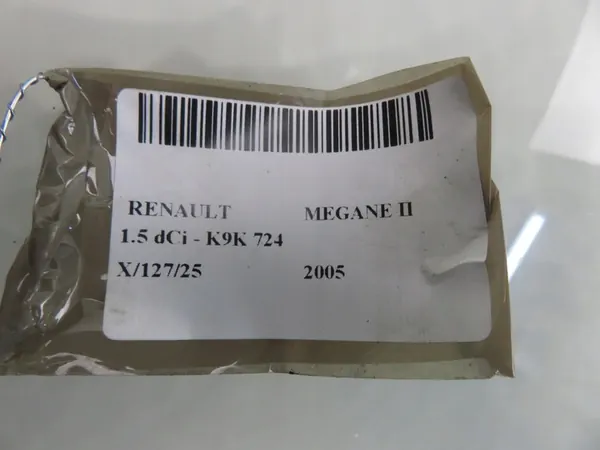 RENAULT MEGANE II
1.5 dCi - K9K 724
X/127/25 2005